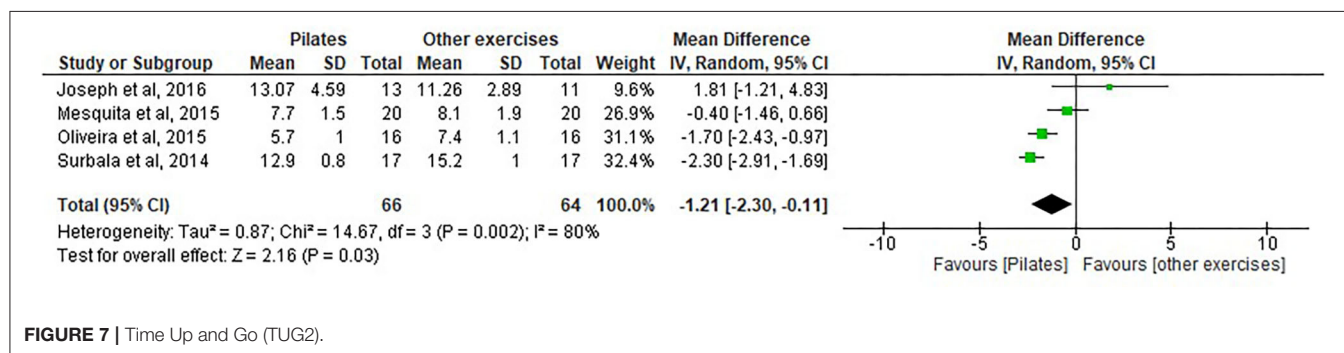 Pilates Other exercises Mean Difference Mean Difference
Study or Subgroup Mean SD Total Mean SD Total Weight IV, Random, 95% CI IV, Random, 95% CI
Joseph et al, 2016 13.07 4.59 13 11.26 2.89 11 9.6% 1.81 [-1.21, 4.83]
Mesquita et al, 2015 7.7 1.5 20 8.1 1.9 20 26.9% -0.40 [-1.46, 0.66]
Oliveira et al, 2015 5.7 1 16 7.4 1.1 16 31.1% -1.70 [-2.43, -0.97]
Surbala et al, 2014 12.9 0.8 17 15.2 1 17 32.4% -2.30 [-2.91, -1.69]
Total (95% CI) 66 64 100.0% -1.21 [-2.30, -0.11]
Heterogeneity: Tau² = 0.87; Chi² = 14.67, df = 3 (P = 0.002); I² = 80%
Test for overall effect: Z = 2.16 (P = 0.03)
-10 -5 0 5 10
Favours [Pilates] Favours [other exercises]
FIGURE 7 | Time Up and Go (TUG2).